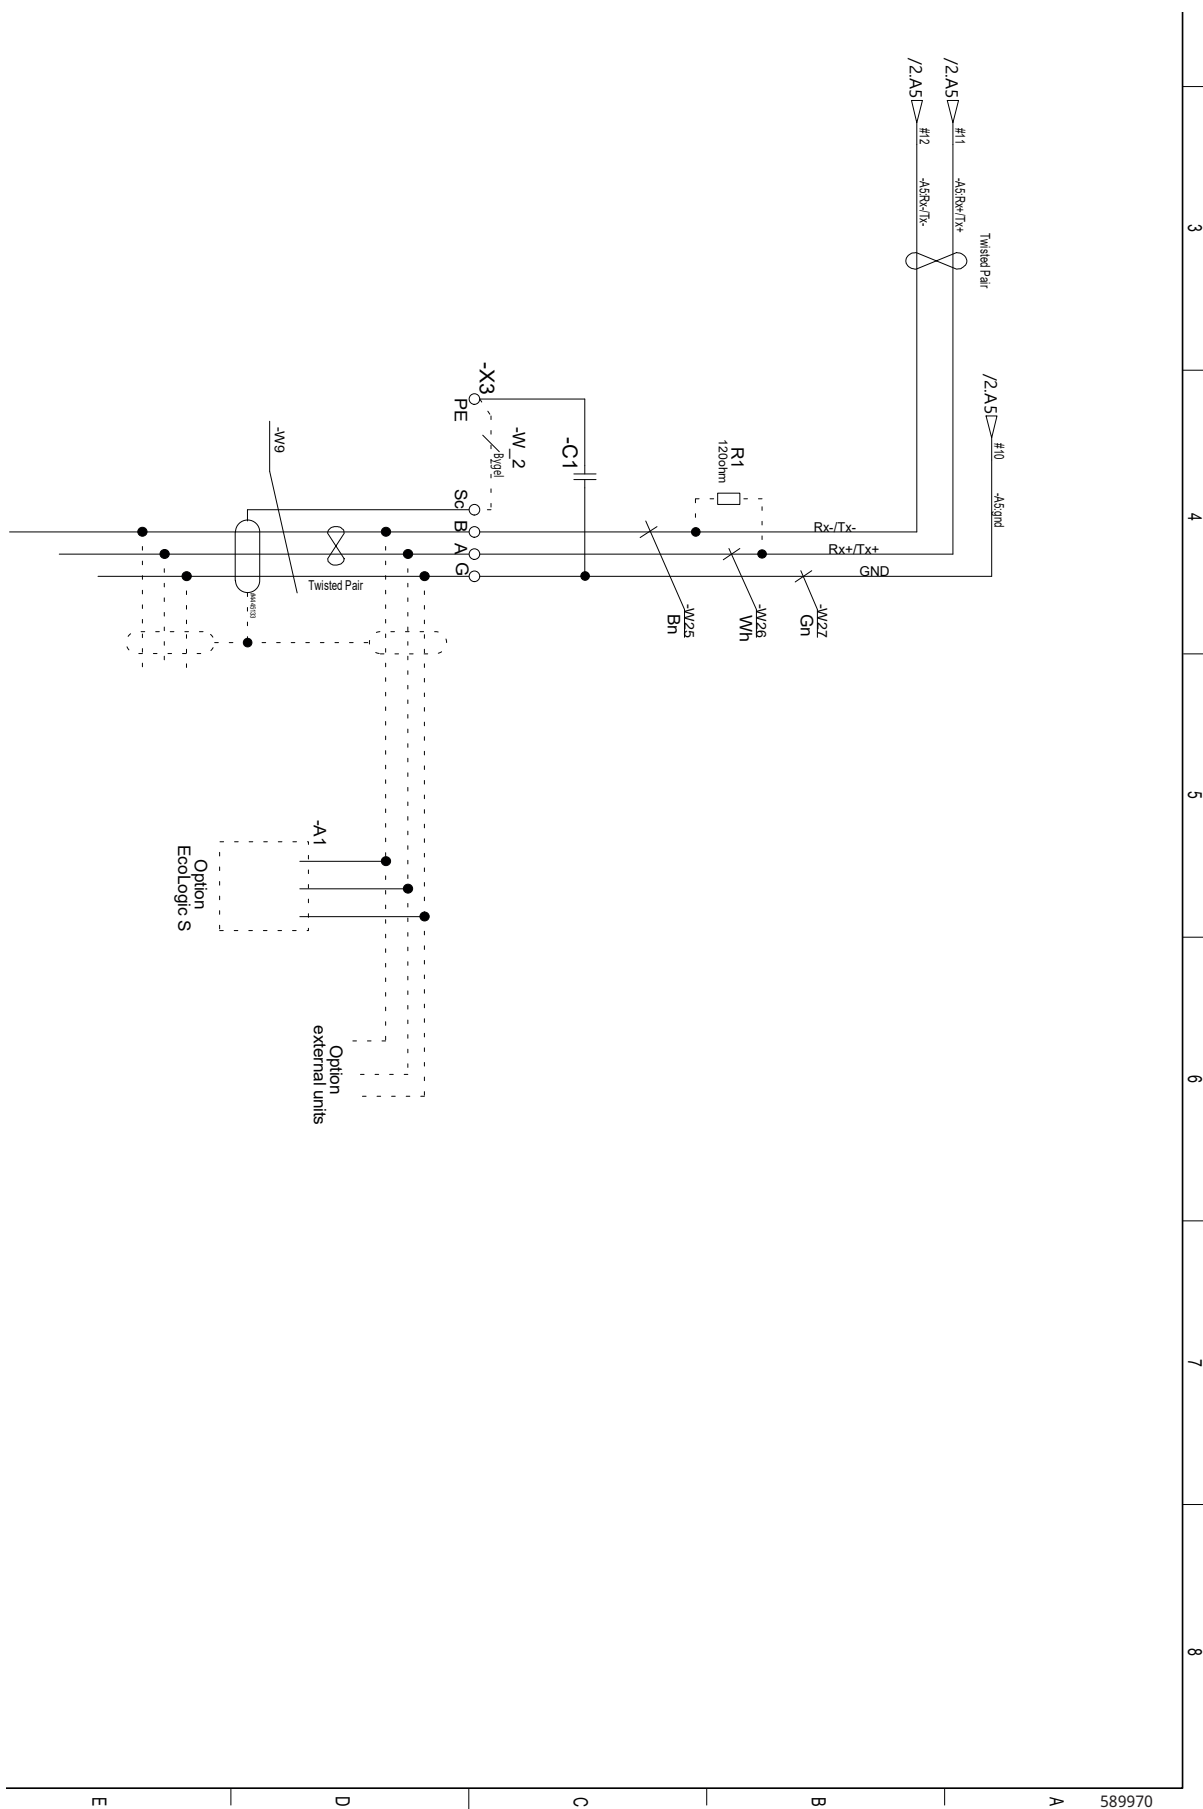 /2.A5
#11
-A5:Rx+/Tx+
/2.A5
#12
-A5:Rx-/Tx-
Twisted Pair
/2.A5
#10
-A5:gnd
3
4
5
6
7
8
-X3
PE
Sc
B
A
G
-W_2
Bygel
-C1
R1
120ohm
Rx-/Tx-
Rx+/Tx+
GND
-W25
Bn
-W26
Wh
-W27
Gn
-W9
Twisted Pair
-A1
Option
EcoLogic S
Option
external units
E
D
C
B
A
589970